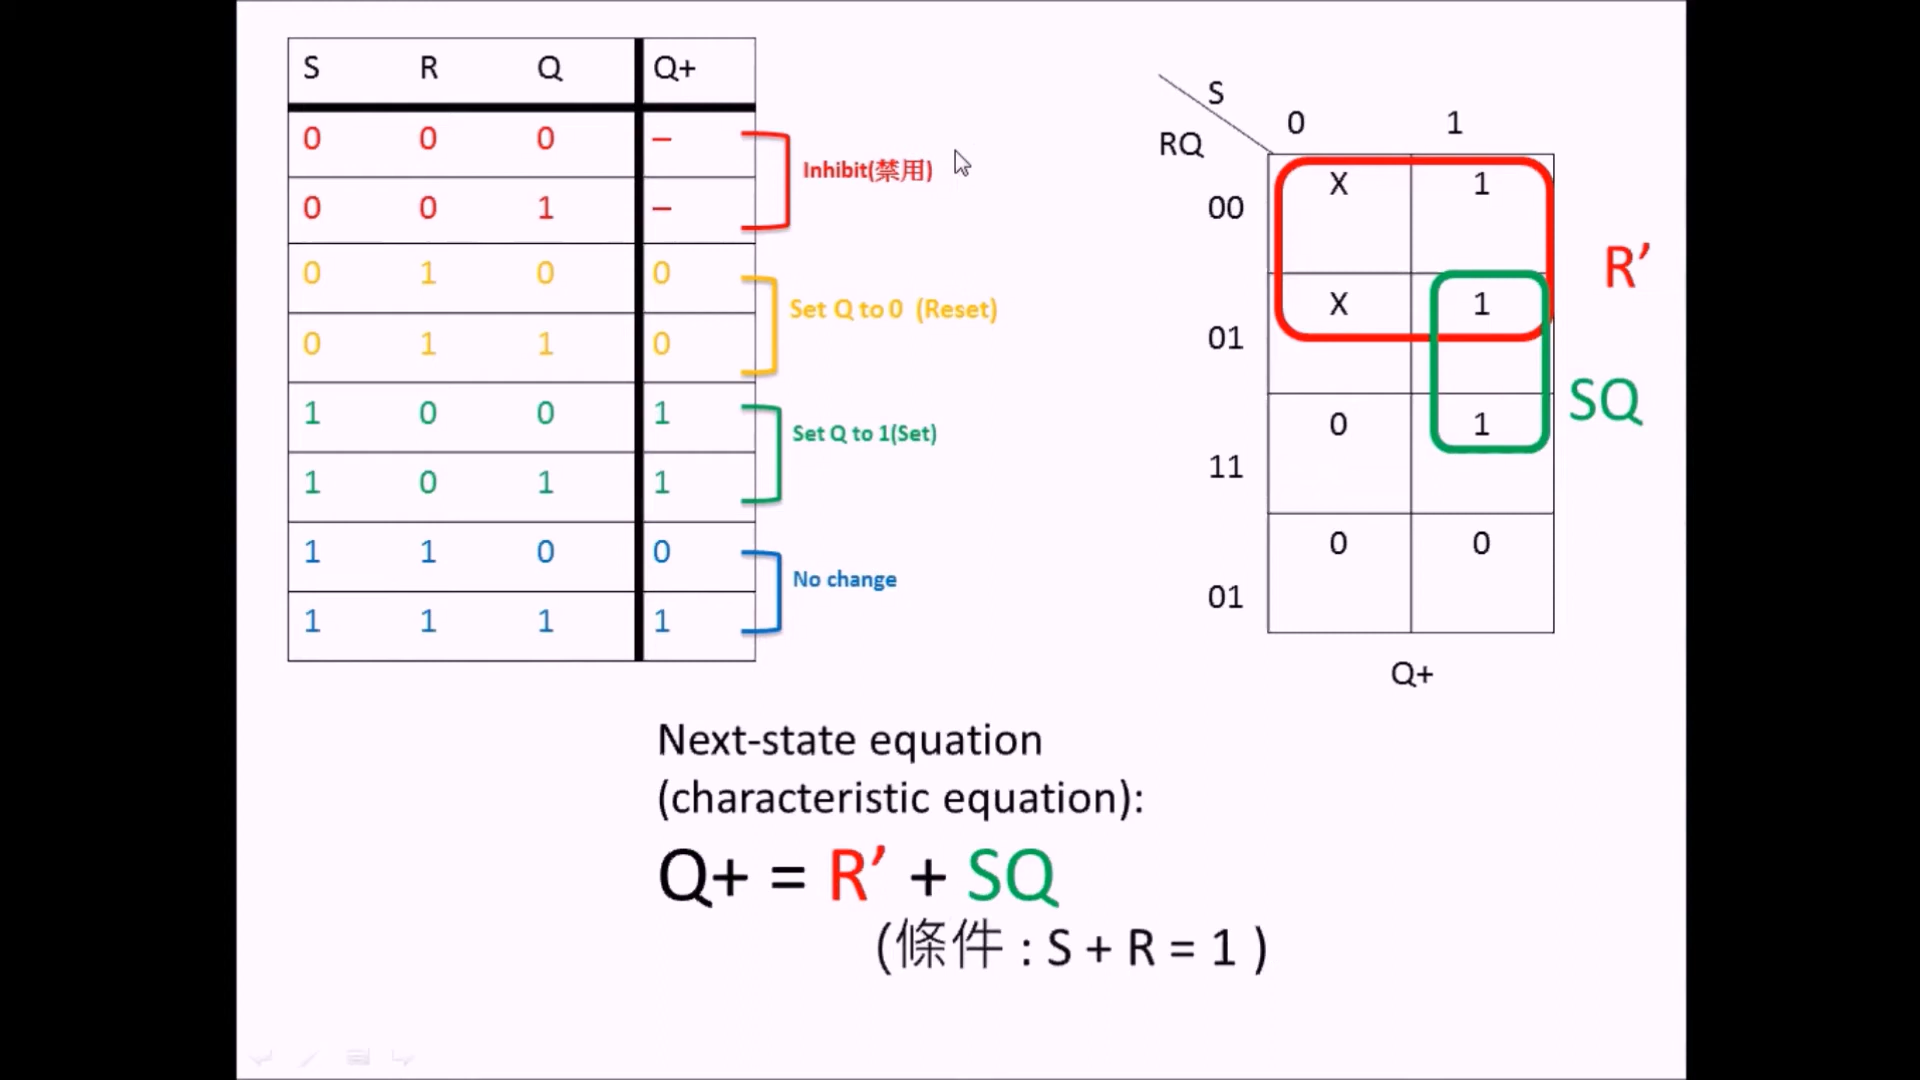 S R Q Q+
0 0 0 –
0 0 1 –
0 1 0 0
0 1 1 0
1 0 0 1
1 0 1 1
1 1 0 0
1 1 1 1
Inhibit(禁用)
Set Q to 0 (Reset)
Set Q to 1(Set)
No change
S
RQ
0 1
00 X 1
01 X 1
11 0 1
01 0 0
R’
SQ
Q+
Next-state equation
(characteristic equation):
Q+ = R’ + SQ
(條件 : S + R = 1 )